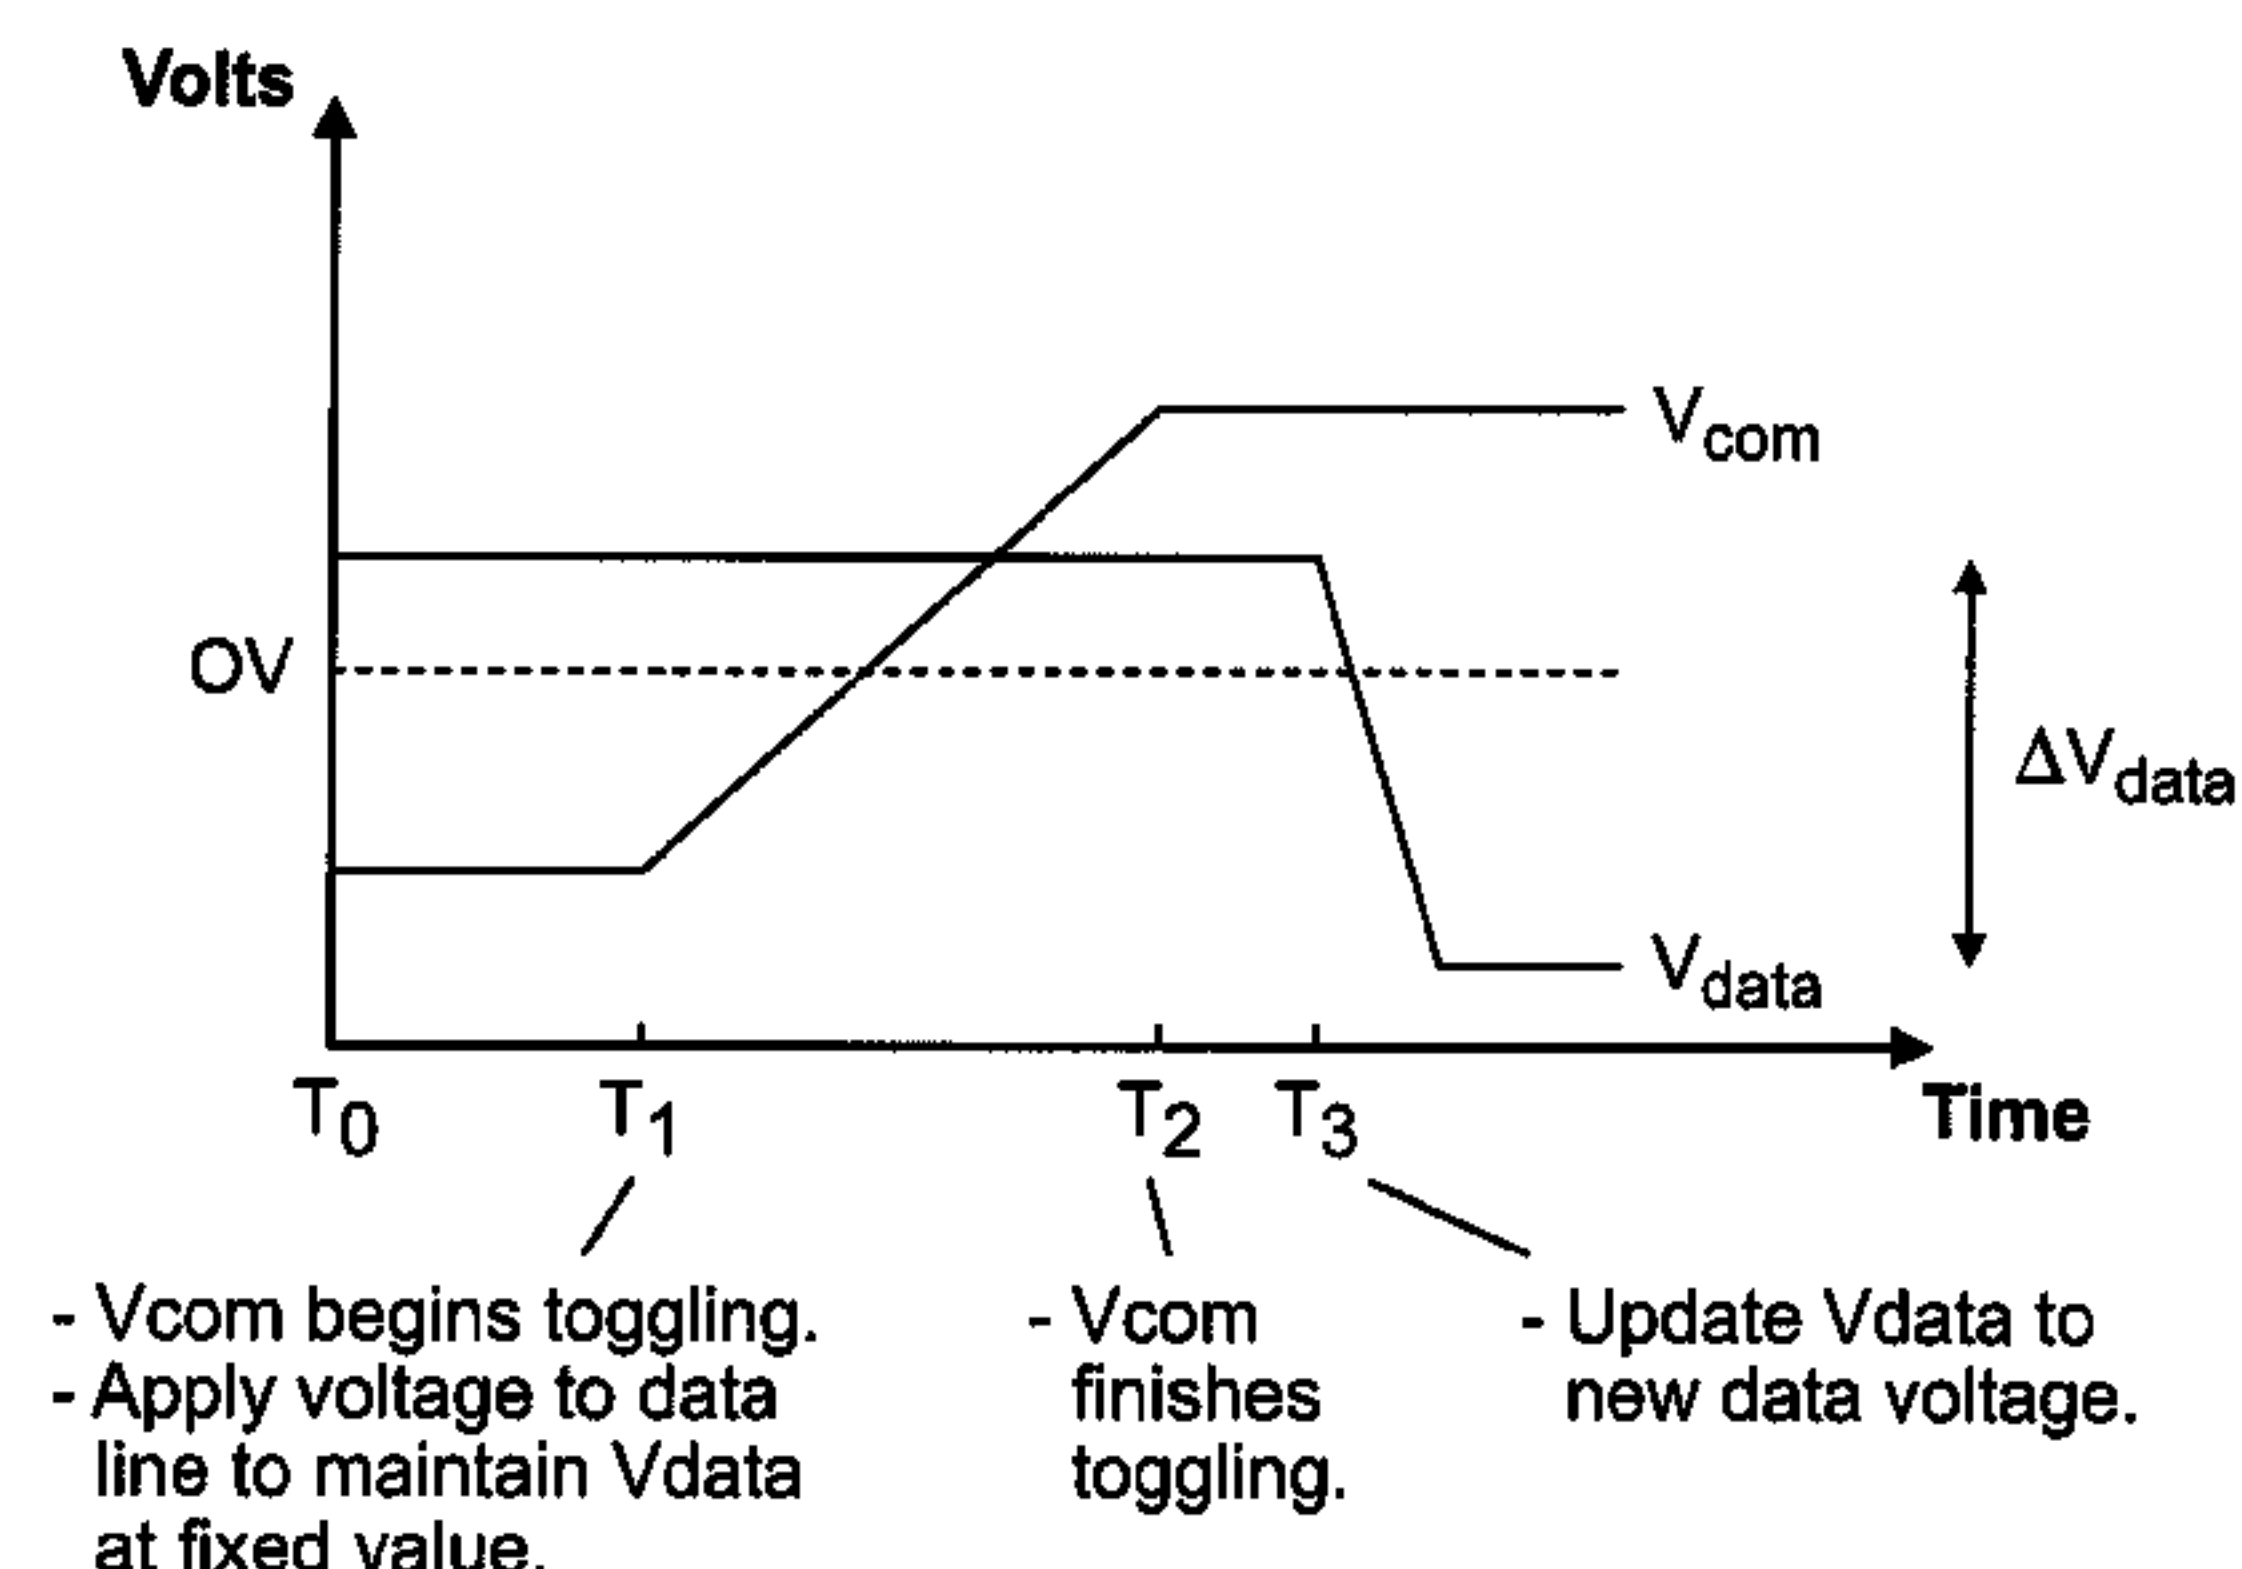 Volts
Vcom
OV
ΔVdata
Vdata
T0
T1
T2
T3
Time
- Vcom begins toggling.
- Apply voltage to data
line to maintain Vdata
at fixed value.
- Vcom
finishes
toggling.
- Update Vdata to
new data voltage.